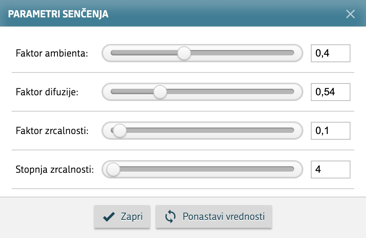 PARAMETRI SENČENJA
Faktor ambienta: 0,4
Faktor difuzije: 0,54
Faktor zrcalnosti: 0,1
Stopnja zrcalnosti: 4
Zapri Ponastavi vrednosti